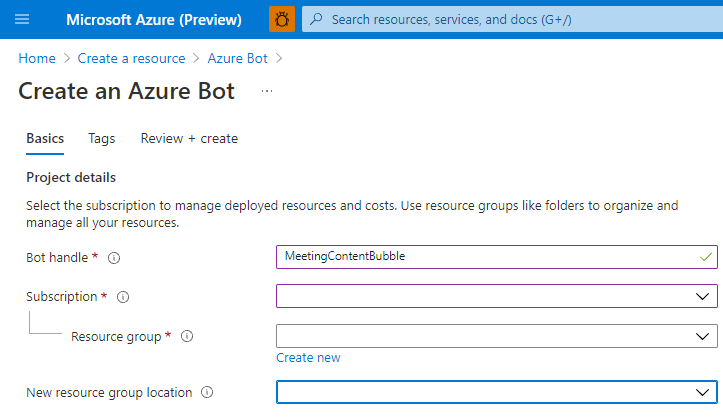 Microsoft Azure (Preview)
Search resources, services, and docs (G+/)
Home > Create a resource > Azure Bot >
Create an Azure Bot ...
Basics Tags Review + create
Project details
Select the subscription to manage deployed resources and costs. Use resource groups like folders to organize and
manage all your resources.
Bot handle * MeetingContentBubble
Subscription *
Resource group *
Create new
New resource group location